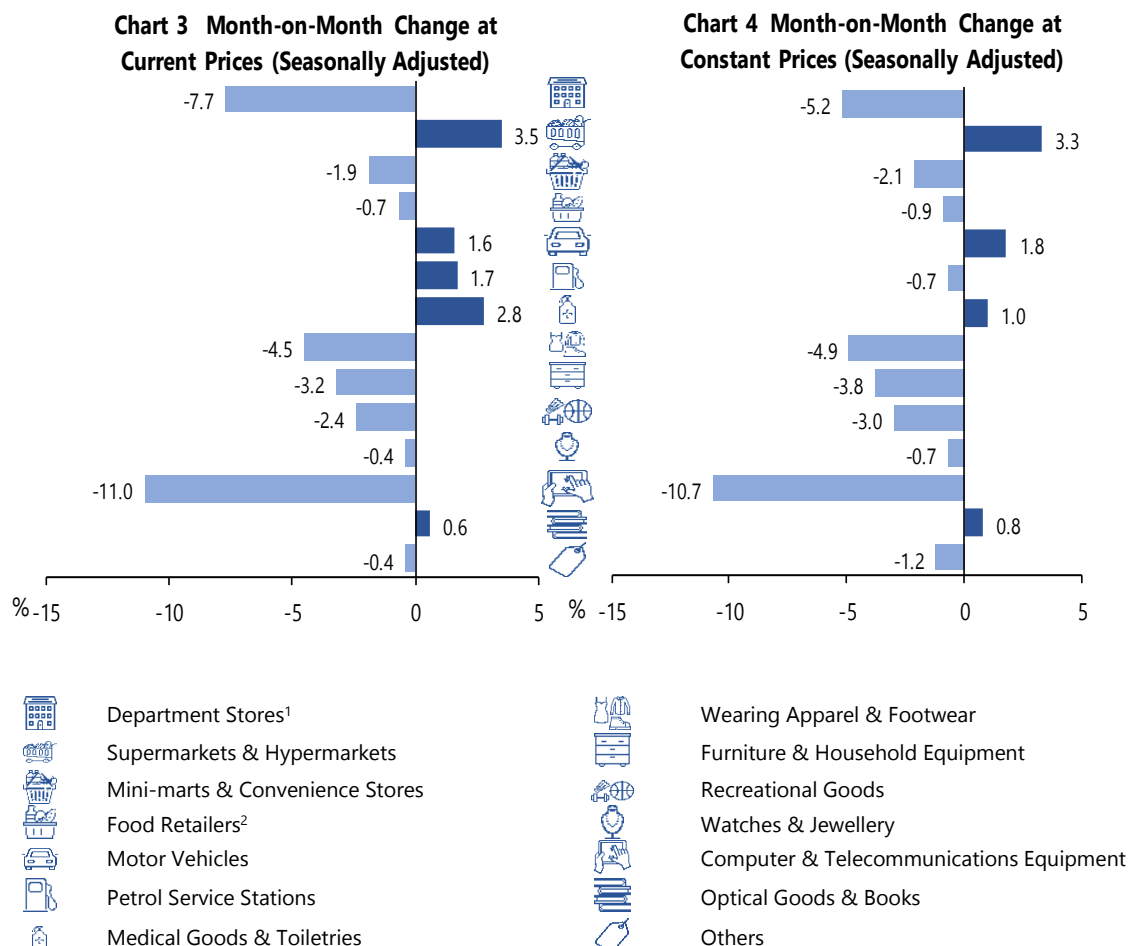 Chart 3 Month-on-Month Change at
Current Prices (Seasonally Adjusted)
-7.7
3.5
-1.9
-0.7
1.6
1.7
2.8
-4.5
-3.2
-2.4
-0.4
-11.0
0.6
-0.4
% -15 -10 -5 0 5
Chart 4 Month-on-Month Change at
Constant Prices (Seasonally Adjusted)
-5.2
3.3
-2.1
-0.9
1.8
-0.7
1.0
-4.9
-3.8
-3.0
-0.7
-10.7
0.8
-1.2
% -15 -10 -5 0 5
Department Stores¹
Supermarkets & Hypermarkets
Mini-marts & Convenience Stores
Food Retailers²
Motor Vehicles
Petrol Service Stations
Medical Goods & Toiletries
Wearing Apparel & Footwear
Furniture & Household Equipment
Recreational Goods
Watches & Jewellery
Computer & Telecommunications Equipment
Optical Goods & Books
Others